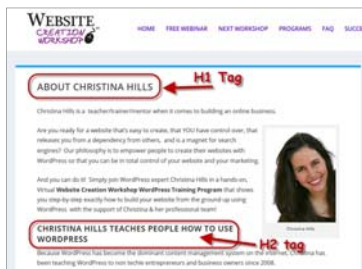 WEBSITE
CREATION
WORKSHOP
HOME FREE WEBINAR NEXT WORKSHOP PROGRAMS FAQ SUCCE
ABOUT CHRISTINA HILLS
H1 Tag
Christina Hills is a teacher/trainer/mentor when it comes to building an online business.
Are you ready for a website that's easy to create, that YOU have control over, that
releases you from a dependency from others, and is a magnet for search
engines? Our philosophy is to empower people to create their websites with
WordPress so that you can be in total control of your website and your marketing.
And you can do it! Simply join WordPress expert Christina Hills in a hands-on,
Virtual Website Creation Workshop WordPress Training Program that shows
you step-by-step exactly how to build your website from the ground up using
WordPress with the support of Christina & her professional team!
Christina Hills
CHRISTINA HILLS TEACHES PEOPLE HOW TO USE
WORDPRESS
H2 tag
Because WordPress has become the dominant content management system on the internet, Christina has
been teaching WordPress to non techie entrepreneurs and business owners since 2008.